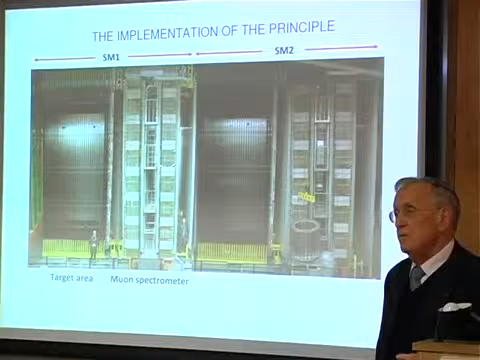 THE IMPLEMENTATION OF THE PRINCIPLE
SM1 SM2
Target area Muon spectrometer